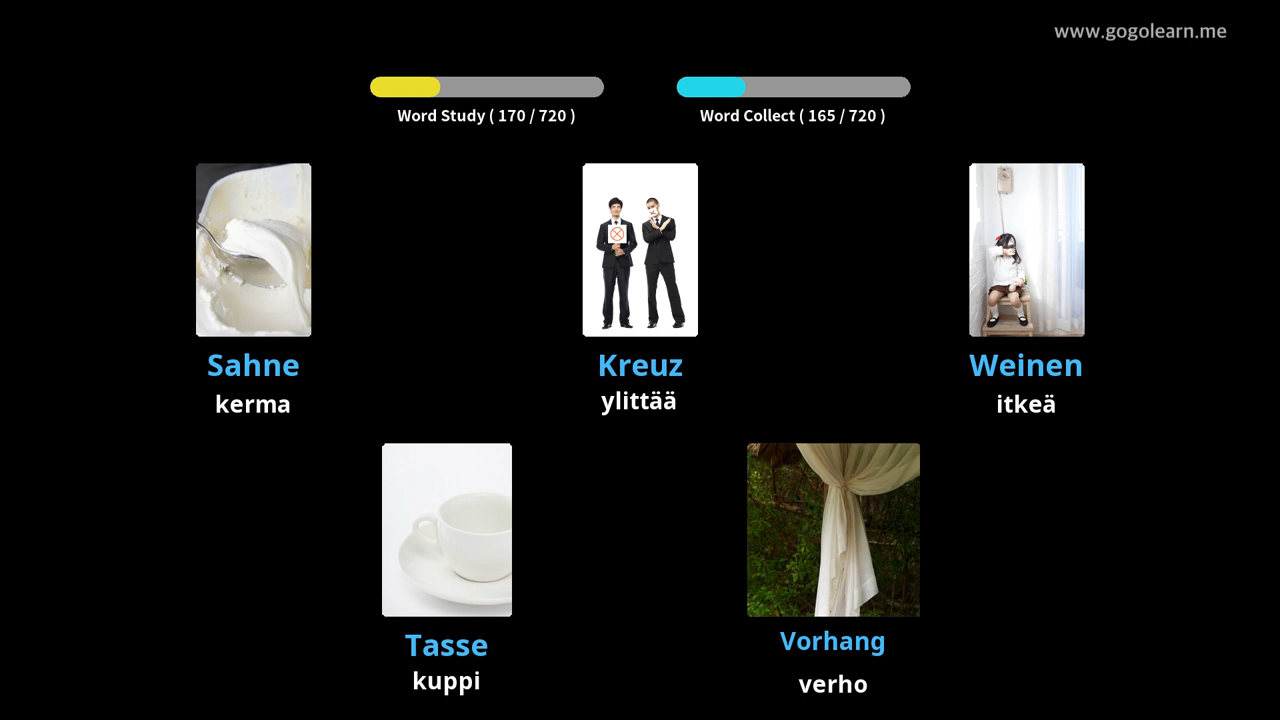 www.gogolearn.me
Word Study ( 170 / 720 )
Word Collect ( 165 / 720 )
Sahne
kerma
Kreuz
ylittää
Weinen
itkeä
Tasse
kuppi
Vorhang
verho